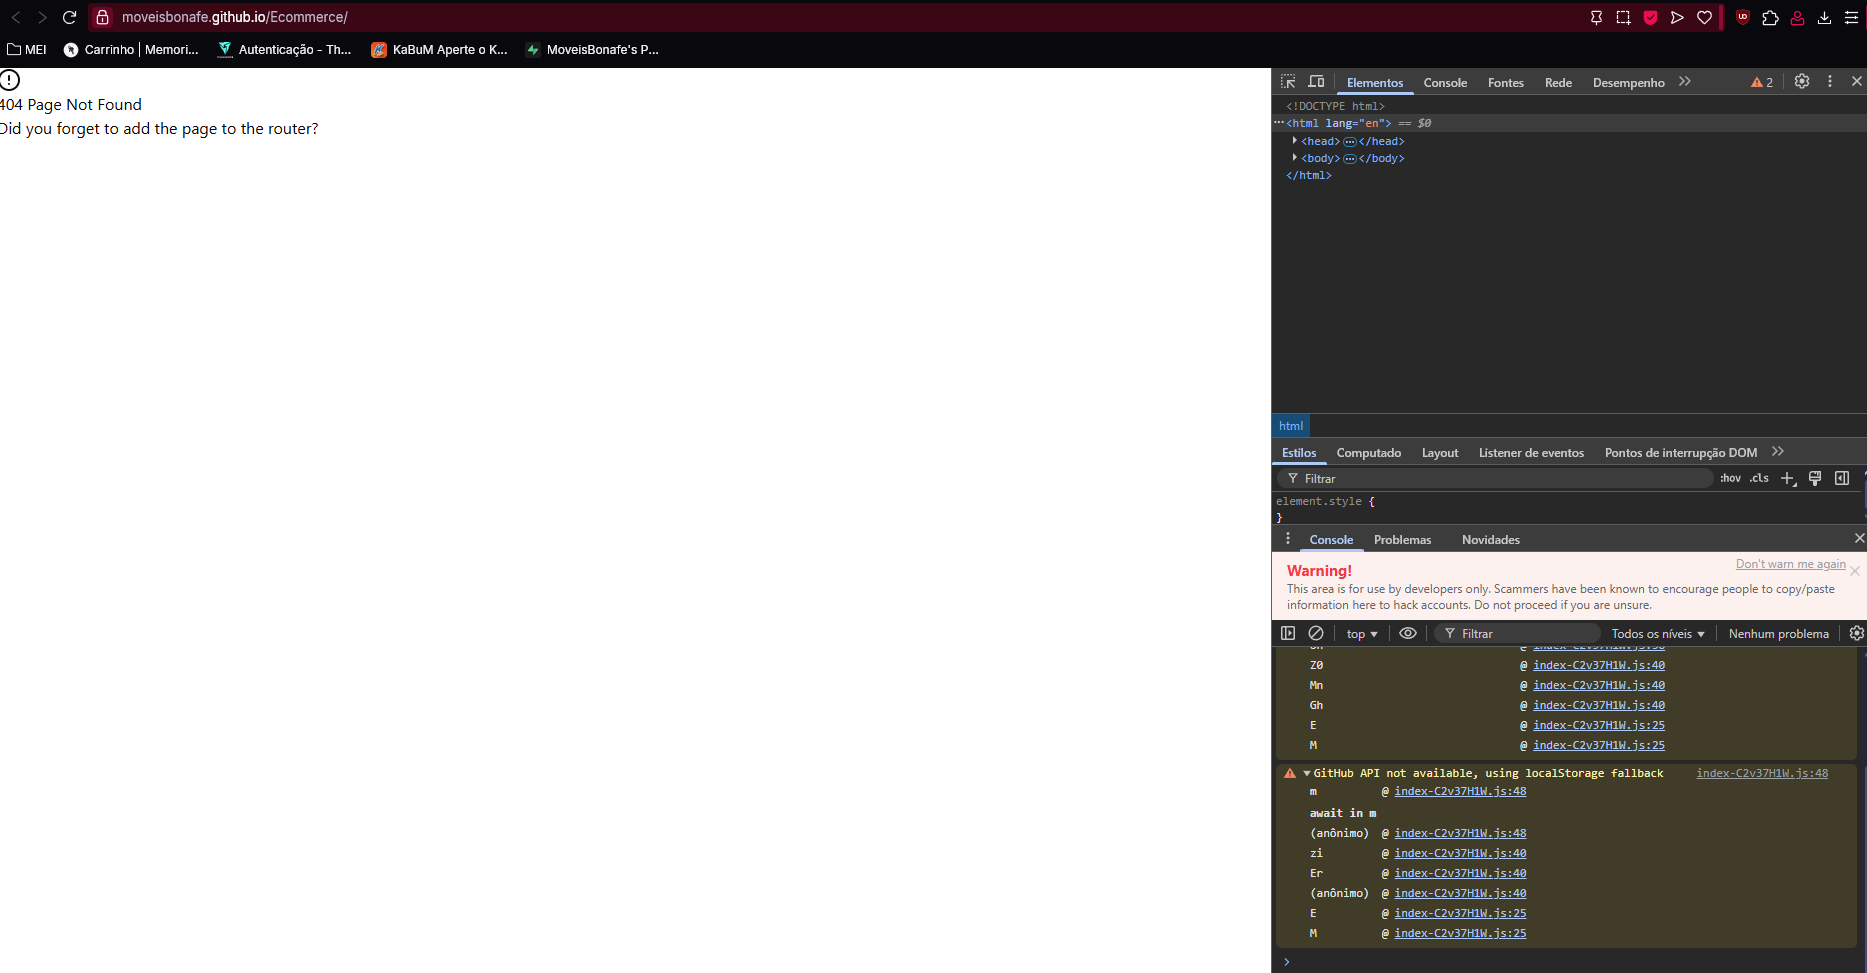 moveisbonafe.github.io/Ecommerce/
MEI
Carrinho | Memori...
Autenticação - Th...
KaBuM Aperte o K...
MoveisBonafe's P...
404 Page Not Found
Did you forget to add the page to the router?
Elementos
Console
Fontes
Rede
Desempenho
2
<!DOCTYPE html>
<html lang="en"> == $0
<head></head>
<body></body>
</html>
html
Estilos
Computado
Layout
Listener de eventos
Pontos de interrupção DOM
Filtrar
:hov
.cls
element.style {
}
Console
Problemas
Novidades
Warning!
Don't warn me again
This area is for use by developers only. Scammers have been known to encourage people to copy/paste
information here to hack accounts. Do not proceed if you are unsure.
top
Filtrar
Todos os níveis
Nenhum problema
Z0 @ index-C2v37H1W.js:40
Mn @ index-C2v37H1W.js:40
Gh @ index-C2v37H1W.js:40
E @ index-C2v37H1W.js:25
M @ index-C2v37H1W.js:25
GitHub API not available, using localStorage fallback index-C2v37H1W.js:48
m @ index-C2v37H1W.js:48
await in m
(anônimo) @ index-C2v37H1W.js:48
zi @ index-C2v37H1W.js:40
Er @ index-C2v37H1W.js:40
(anônimo) @ index-C2v37H1W.js:40
E @ index-C2v37H1W.js:25
M @ index-C2v37H1W.js:25